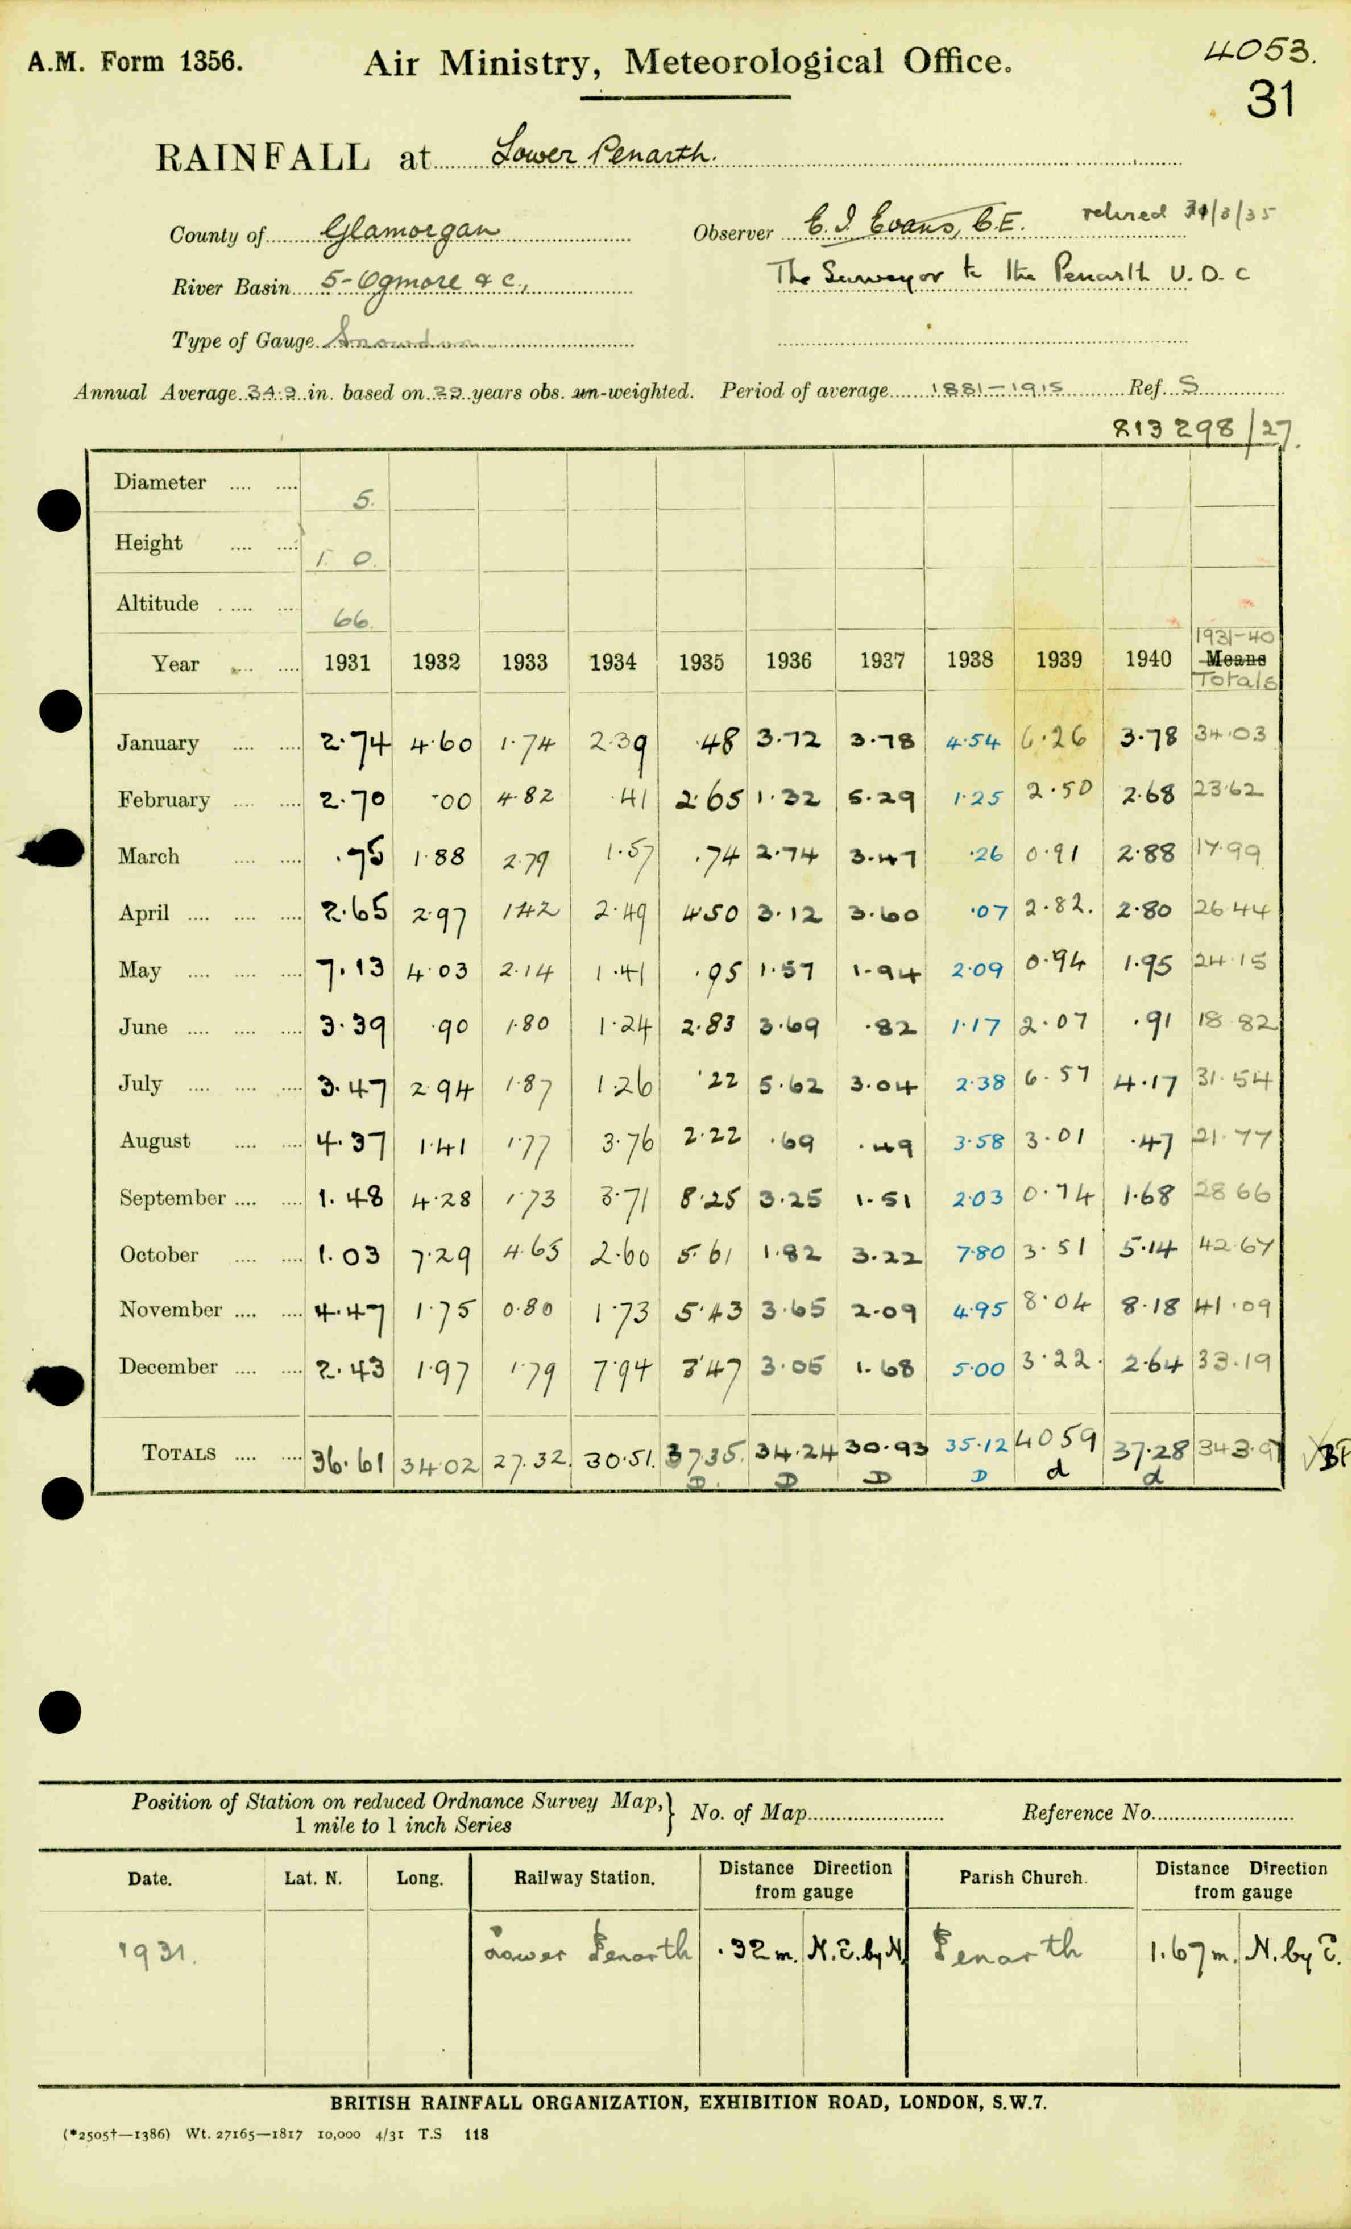 A.M. Form 1356. Air Ministry, Meteorological Office. 4053.
31
RAINFALL at Lower Penarth.
County of Glamorgan Observer E. I Evans, C.E. retired 31/3/35
River Basin 5-Ogmore & c, The Surveyor to the Penarth U.D.C
Type of Gauge Snowdon
Annual Average 34.9 in. based on 29 years obs. un-weighted. Period of average 1881-1915 Ref. S
213 298/27.
Diameter .... .... 5.
Height .... .... 1. 0.
Altitude .... .... 66
1931-40
Year .... .... 1931 1932 1933 1934 1935 1936 1937 1938 1939 1940 Means
Totals
January .... .... 2.74 4.60 1.74 2.39 .48 3.72 3.78 4.54 6.26 3.78 34.03
February .... .... 2.70 .00 4.82 .41 2.65 1.32 5.29 1.25 2.50 2.68 23.62
March .... .... .75 1.88 2.79 1.57 .74 2.74 3.47 .26 0.91 2.88 17.99
April .... .... .... 2.65 2.97 1.42 2.49 4.50 3.12 3.60 .07 2.82. 2.80 26.44
May .... .... .... 7.13 4.03 2.14 1.41 .95 1.57 1.94 2.09 0.94 1.95 24.15
June .... .... .... 3.39 .90 1.80 1.24 2.83 3.69 .82 1.17 2.07 .91 18.82
July .... .... .... 3.47 2.94 1.87 1.26 .22 5.62 3.04 2.38 6.57 4.17 31.54
August .... .... 4.37 1.41 1.77 3.76 2.22 .69 .49 3.58 3.01 .47 21.77
September .... .... 1.48 4.28 1.73 3.71 8.25 3.25 1.51 2.03 0.74 1.68 28.66
October .... .... 1.03 7.29 4.65 2.60 5.61 1.82 3.22 7.80 3.51 5.14 42.67
November .... .... 4.47 1.75 0.80 1.73 5.43 3.65 2.09 4.95 8.04 8.18 41.09
December .... .... 2.43 1.97 1.79 7.94 3.47 3.05 1.68 5.00 3.22. 2.64 33.19
TOTALS .... .... 36.61 34.02 27.32. 30.51. 37.35. 34.24 30.93 35.12 40.59 37.28 343.97
D. D D D d d
Position of Station on reduced Ordnance Survey Map, } No. of Map Reference No.
1 mile to 1 inch Series
Date. Lat. N. Long. Railway Station. Distance Direction Parish Church. Distance Direction
from gauge from gauge
1931. Lower Penarth .32 m. N.E. by N. Penarth 1.67 m. N. by E.
BRITISH RAINFALL ORGANIZATION, EXHIBITION ROAD, LONDON, S.W.7.
(*2505†—1386) Wt. 27165—1817 10,000 4/31 T.S 118